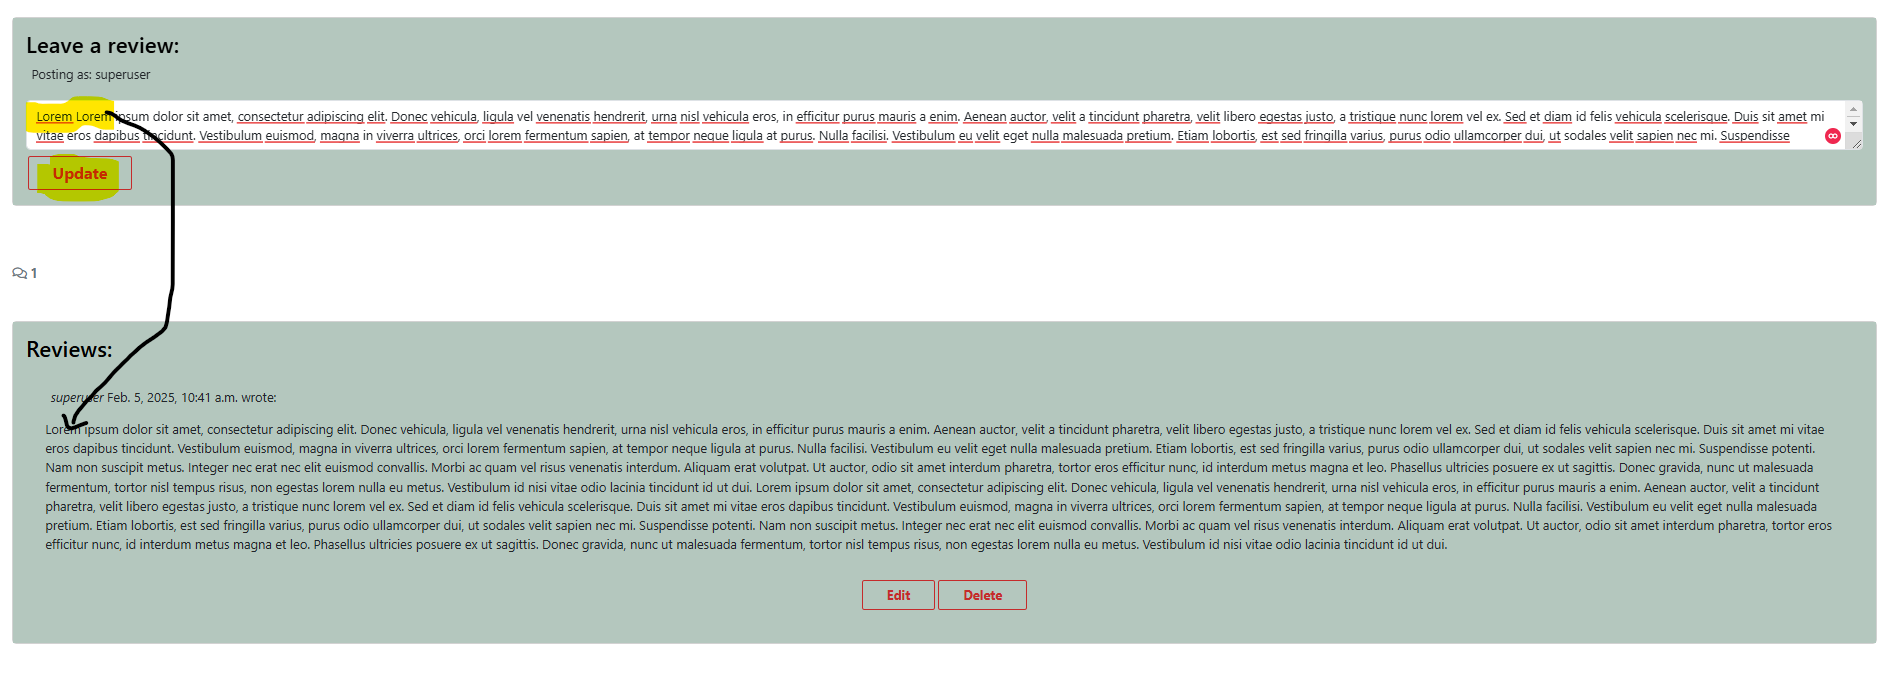 Leave a review:
Posting as: superuser
Lorem Lorem ipsum dolor sit amet, consectetur adipiscing elit. Donec vehicula, ligula vel venenatis hendrerit, urna nisl vehicula eros, in efficitur purus mauris a enim. Aenean auctor, velit a tincidunt pharetra, velit libero egestas justo, a tristique nunc lorem vel ex. Sed et diam id felis vehicula scelerisque. Duis sit amet mi
vitae eros dapibus tincidunt. Vestibulum euismod, magna in viverra ultrices, orci lorem fermentum sapien, at tempor neque ligula at purus. Nulla facilisi. Vestibulum eu velit eget nulla malesuada pretium. Etiam lobortis, est sed fringilla varius, purus odio ullamcorper dui, ut sodales velit sapien nec mi. Suspendisse
Update
1
Reviews:
superuser Feb. 5, 2025, 10:41 a.m. wrote:
Lorem ipsum dolor sit amet, consectetur adipiscing elit. Donec vehicula, ligula vel venenatis hendrerit, urna nisl vehicula eros, in efficitur purus mauris a enim. Aenean auctor, velit a tincidunt pharetra, velit libero egestas justo, a tristique nunc lorem vel ex. Sed et diam id felis vehicula scelerisque. Duis sit amet mi vitae
eros dapibus tincidunt. Vestibulum euismod, magna in viverra ultrices, orci lorem fermentum sapien, at tempor neque ligula at purus. Nulla facilisi. Vestibulum eu velit eget nulla malesuada pretium. Etiam lobortis, est sed fringilla varius, purus odio ullamcorper dui, ut sodales velit sapien nec mi. Suspendisse potenti.
Nam non suscipit metus. Integer nec erat nec elit euismod convallis. Morbi ac quam vel risus venenatis interdum. Aliquam erat volutpat. Ut auctor, odio sit amet interdum pharetra, tortor eros efficitur nunc, id interdum metus magna et leo. Phasellus ultricies posuere ex ut sagittis. Donec gravida, nunc ut malesuada
fermentum, tortor nisl tempus risus, non egestas lorem nulla eu metus. Vestibulum id nisi vitae odio lacinia tincidunt id ut dui. Lorem ipsum dolor sit amet, consectetur adipiscing elit. Donec vehicula, ligula vel venenatis hendrerit, urna nisl vehicula eros, in efficitur purus mauris a enim. Aenean auctor, velit a tincidunt
pharetra, velit libero egestas justo, a tristique nunc lorem vel ex. Sed et diam id felis vehicula scelerisque. Duis sit amet mi vitae eros dapibus tincidunt. Vestibulum euismod, magna in viverra ultrices, orci lorem fermentum sapien, at tempor neque ligula at purus. Nulla facilisi. Vestibulum eu velit eget nulla malesuada
pretium. Etiam lobortis, est sed fringilla varius, purus odio ullamcorper dui, ut sodales velit sapien nec mi. Suspendisse potenti. Nam non suscipit metus. Integer nec erat nec elit euismod convallis. Morbi ac quam vel risus venenatis interdum. Aliquam erat volutpat. Ut auctor, odio sit amet interdum pharetra, tortor eros
efficitur nunc, id interdum metus magna et leo. Phasellus ultricies posuere ex ut sagittis. Donec gravida, nunc ut malesuada fermentum, tortor nisl tempus risus, non egestas lorem nulla eu metus. Vestibulum id nisi vitae odio lacinia tincidunt id ut dui.
Edit Delete